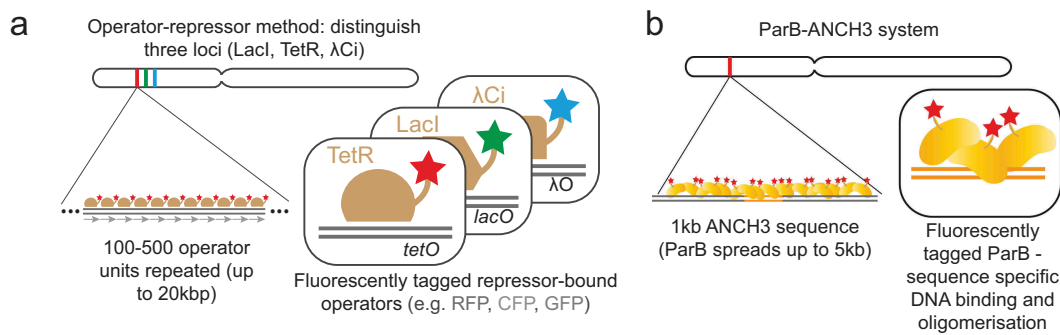 a
Operator-repressor method: distinguish
three loci (LacI, TetR, λCi)
λCi
LacI
TetR
λO
lacO
tetO
•••
•••
100-500 operator
units repeated (up
to 20kbp)
Fluorescently tagged repressor-bound
operators (e.g. RFP, CFP, GFP)
b
ParB-ANCH3 system
1kb ANCH3 sequence
(ParB spreads up to 5kb)
Fluorescently
tagged ParB -
sequence specific
DNA binding and
oligomerisation